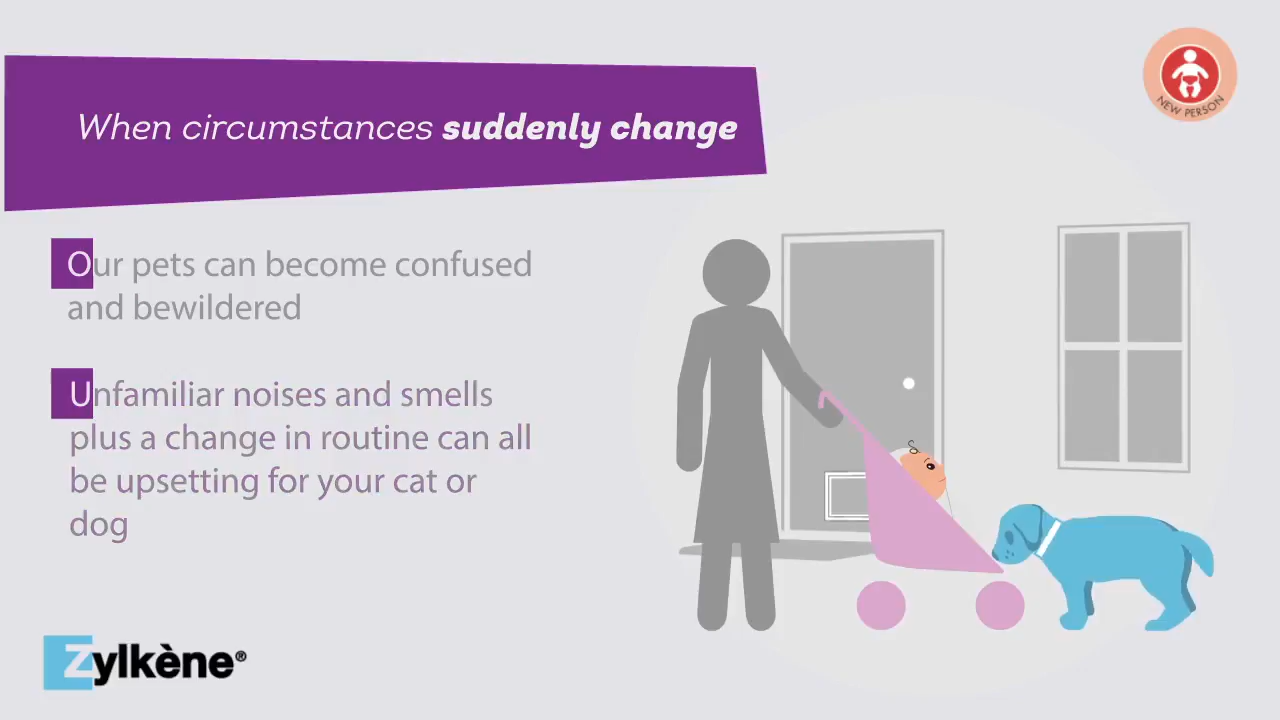 NEW PERSON
When circumstances suddenly change
Our pets can become confused
and bewildered
Unfamiliar noises and smells
plus a change in routine can all
be upsetting for your cat or
dog
Zylkène®